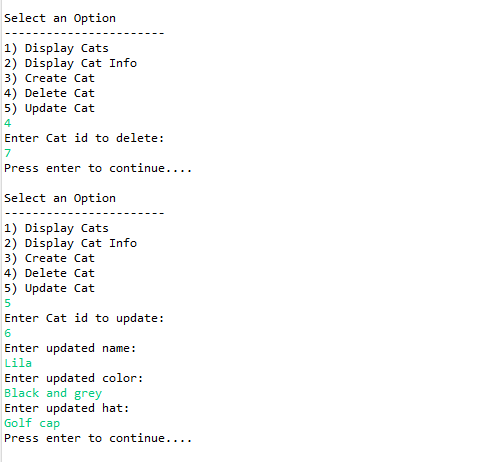 Select an Option
-----------------------
1) Display Cats
2) Display Cat Info
3) Create Cat
4) Delete Cat
5) Update Cat
4
Enter Cat id to delete:
7
Press enter to continue....
Select an Option
-----------------------
1) Display Cats
2) Display Cat Info
3) Create Cat
4) Delete Cat
5) Update Cat
5
Enter Cat id to update:
6
Enter updated name:
Lila
Enter updated color:
Black and grey
Enter updated hat:
Golf cap
Press enter to continue....